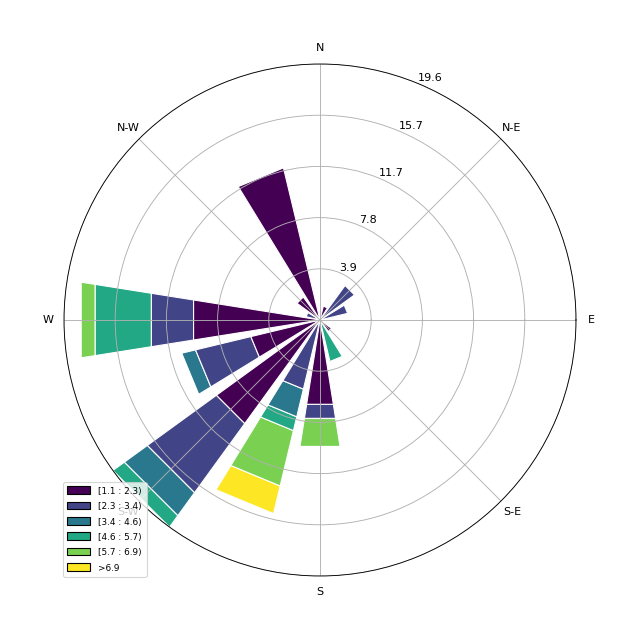 N
19.6
N-W
15.7
N-E
11.7
7.8
3.9
W
E
[1.1 : 2.3)
[2.3 : 3.4)
[3.4 : 4.6)
S-W
S-E
[4.6 : 5.7)
[5.7 : 6.9)
>6.9
S